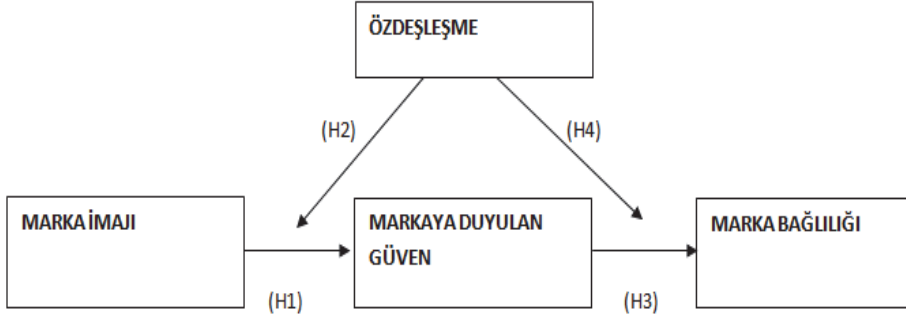 ÖZDEŞLEŞME
(H2)
(H4)
MARKA İMAJI
MARKAYA DUYULAN
GÜVEN
MARKA BAĞLILIĞI
(H1)
(H3)